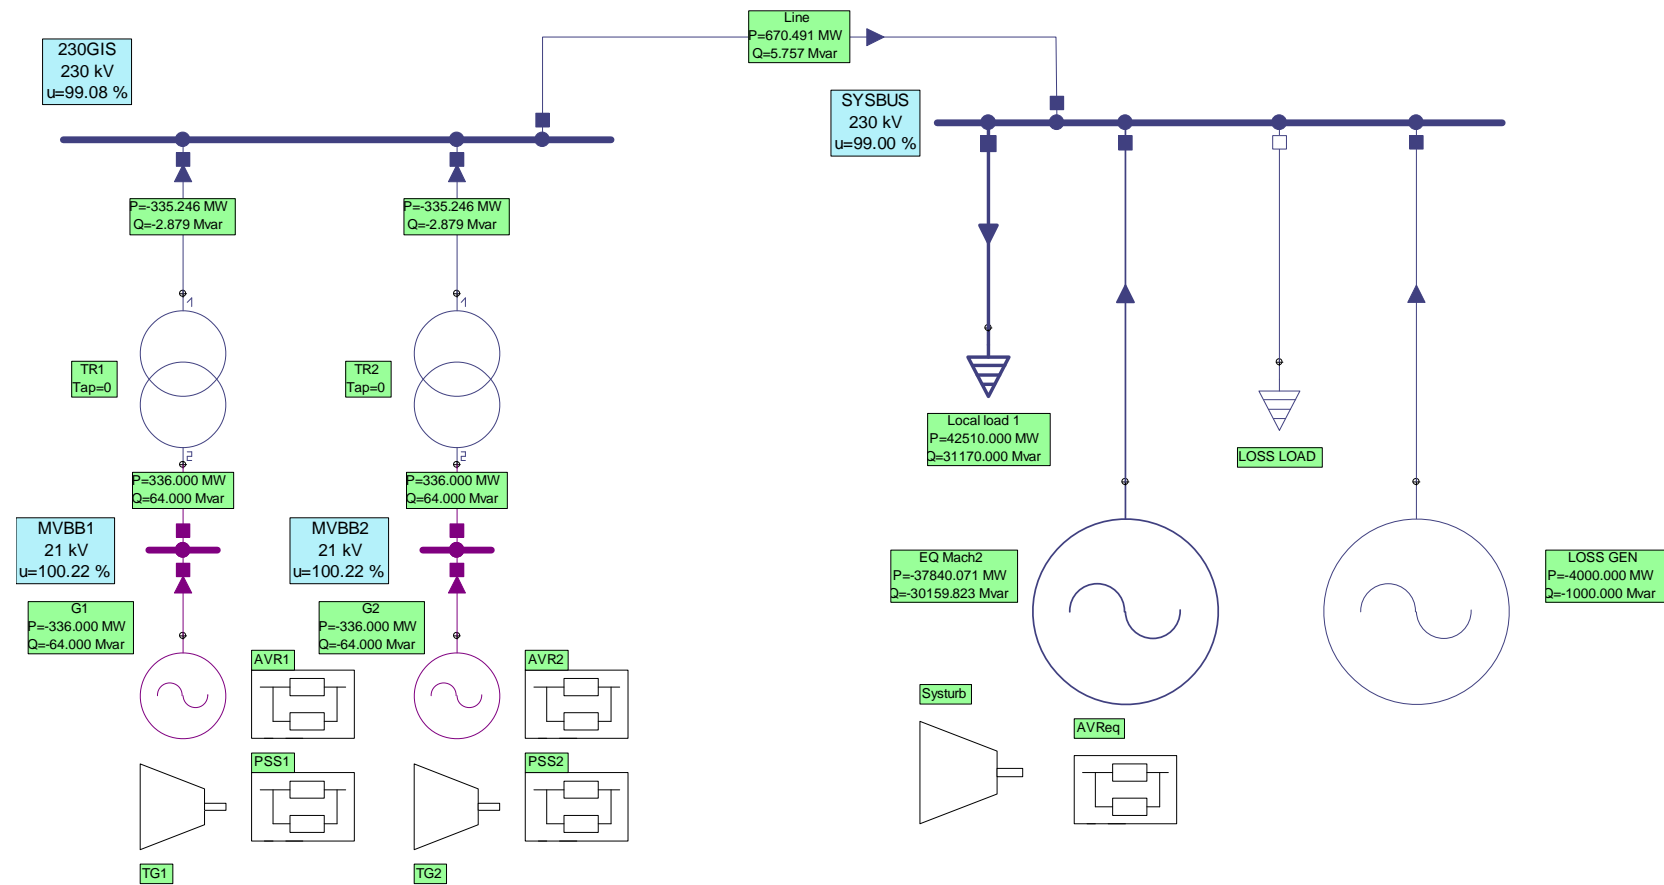 Line
P=670.491 MW
Q=5.757 Mvar
230GIS
230 kV
u=99.08 %
SYSBUS
230 kV
u=99.00 %
P=-335.246 MW
Q=-2.879 Mvar
P=-335.246 MW
Q=-2.879 Mvar
1
1
TR1
Tap=0
TR2
Tap=0
2
2
Local load 1
P=42510.000 MW
Q=31170.000 Mvar
LOSS LOAD
P=336.000 MW
Q=64.000 Mvar
P=336.000 MW
Q=64.000 Mvar
MVBB1
21 kV
u=100.22 %
MVBB2
21 kV
u=100.22 %
EQ Mach2
P=-37840.071 MW
Q=-30159.823 Mvar
LOSS GEN
P=-4000.000 MW
Q=-1000.000 Mvar
G1
P=-336.000 MW
Q=-64.000 Mvar
G2
P=-336.000 MW
Q=-64.000 Mvar
AVR1
AVR2
Systurb
AVReq
PSS1
PSS2
TG1
TG2